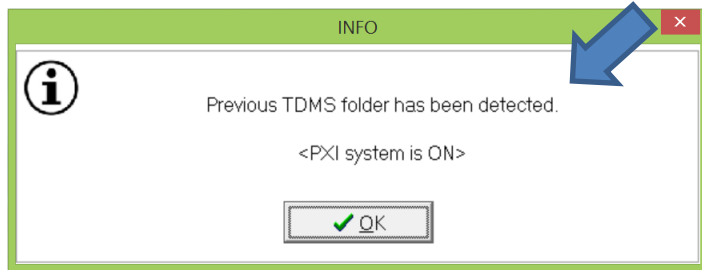 INFO
Previous TDMS folder has been detected.
<PXI system is ON>
OK